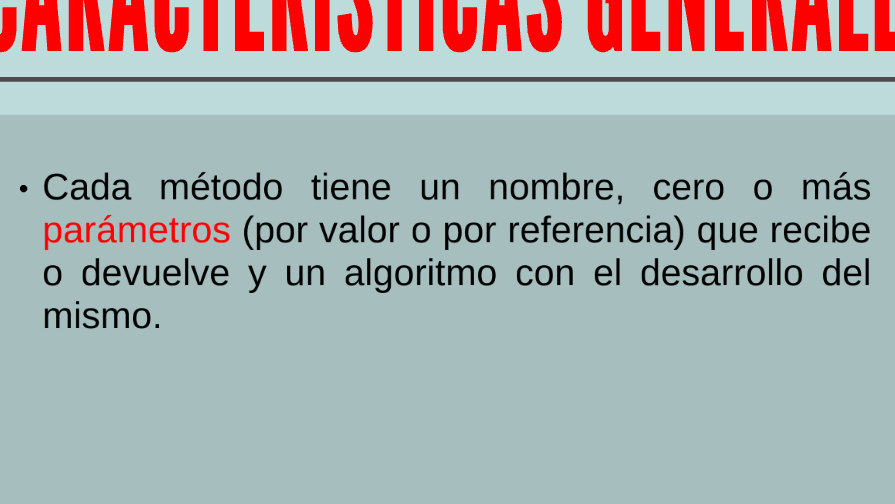 CARACTERÍSTICAS GENERALE
• Cada método tiene un nombre, cero o más
parámetros (por valor o por referencia) que recibe
o devuelve y un algoritmo con el desarrollo del
mismo.